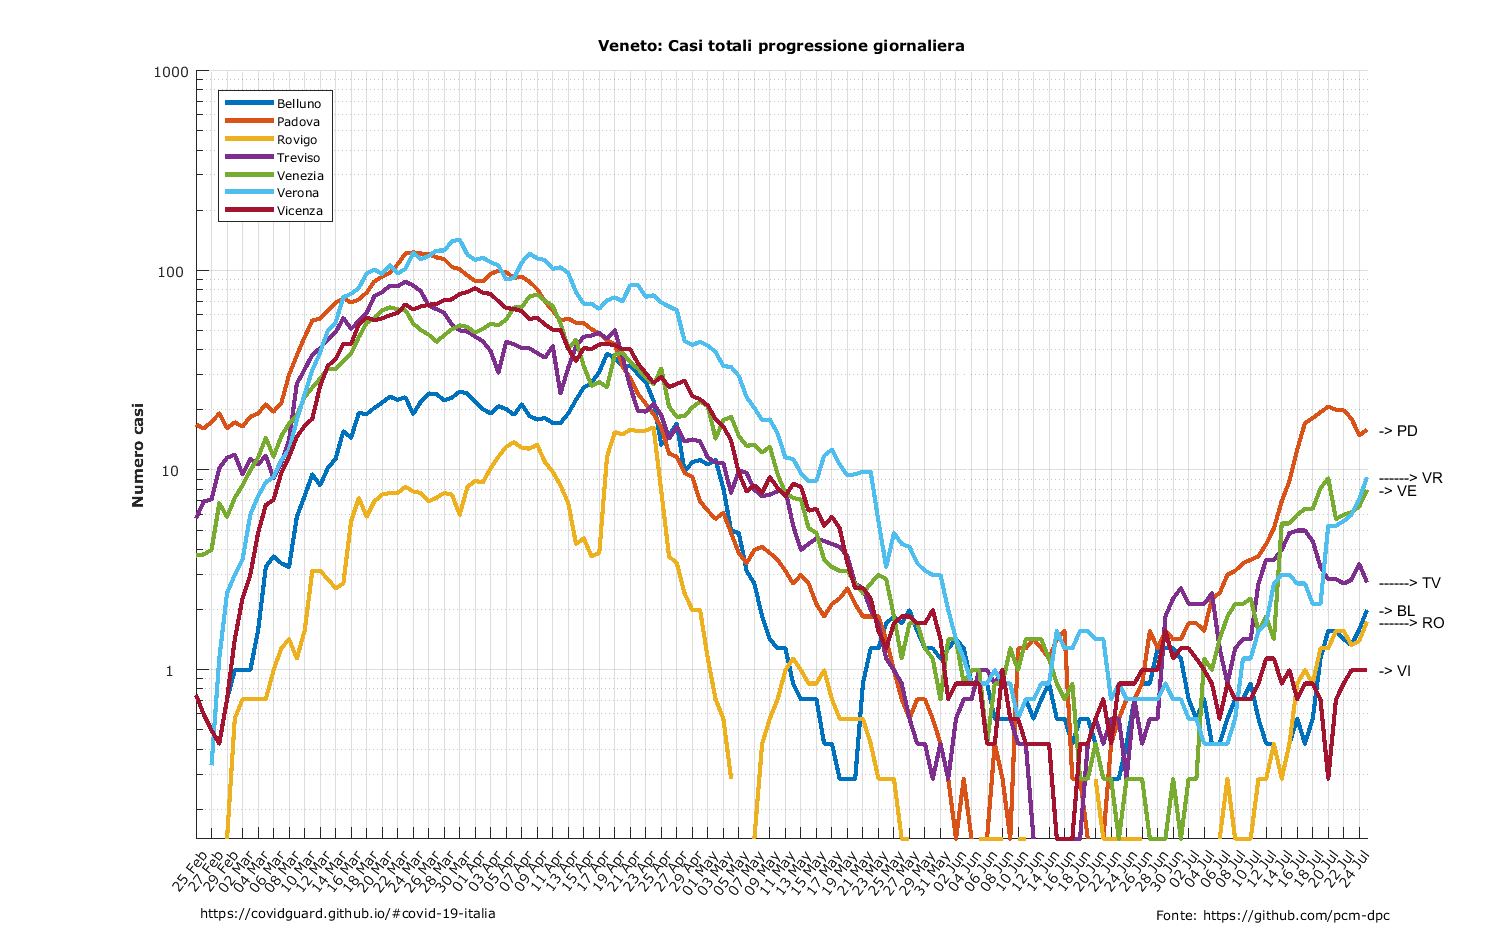 Veneto: Casi totali progressione giornaliera
1000
100
10
1
Numero casi
Belluno
Padova
Rovigo
Treviso
Venezia
Verona
Vicenza
-> PD
------> VR
-> VE
------> TV
-> BL
------> RO
-> VI
25 Feb
27 Feb
29 Feb
02 Mar
04 Mar
06 Mar
08 Mar
10 Mar
12 Mar
14 Mar
16 Mar
18 Mar
20 Mar
22 Mar
24 Mar
26 Mar
28 Mar
30 Mar
01 Apr
03 Apr
05 Apr
07 Apr
09 Apr
11 Apr
13 Apr
15 Apr
17 Apr
19 Apr
21 Apr
23 Apr
25 Apr
27 Apr
29 Apr
01 May
03 May
05 May
07 May
09 May
11 May
13 May
15 May
17 May
19 May
21 May
23 May
25 May
27 May
29 May
31 May
02 Jun
04 Jun
06 Jun
08 Jun
10 Jun
12 Jun
14 Jun
16 Jun
18 Jun
20 Jun
22 Jun
24 Jun
26 Jun
28 Jun
30 Jun
02 Jul
04 Jul
06 Jul
08 Jul
10 Jul
12 Jul
14 Jul
16 Jul
18 Jul
20 Jul
22 Jul
24 Jul
https://covidguard.github.io/#covid-19-italia
Fonte: https://github.com/pcm-dpc